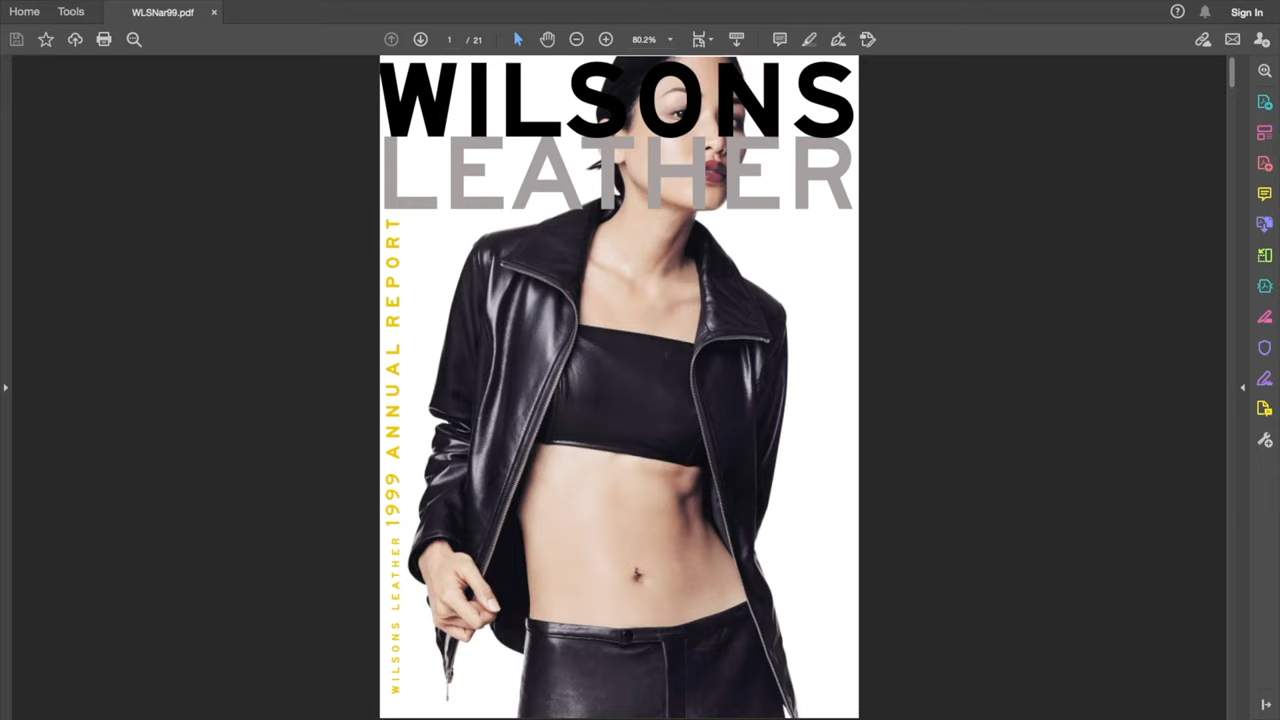 Home
Tools
WLSNar99.pdf
×
Sign In
1
/ 21
80.2%
WILSONS
LEATHER
WILSONS LEATHER 1999 ANNUAL REPORT